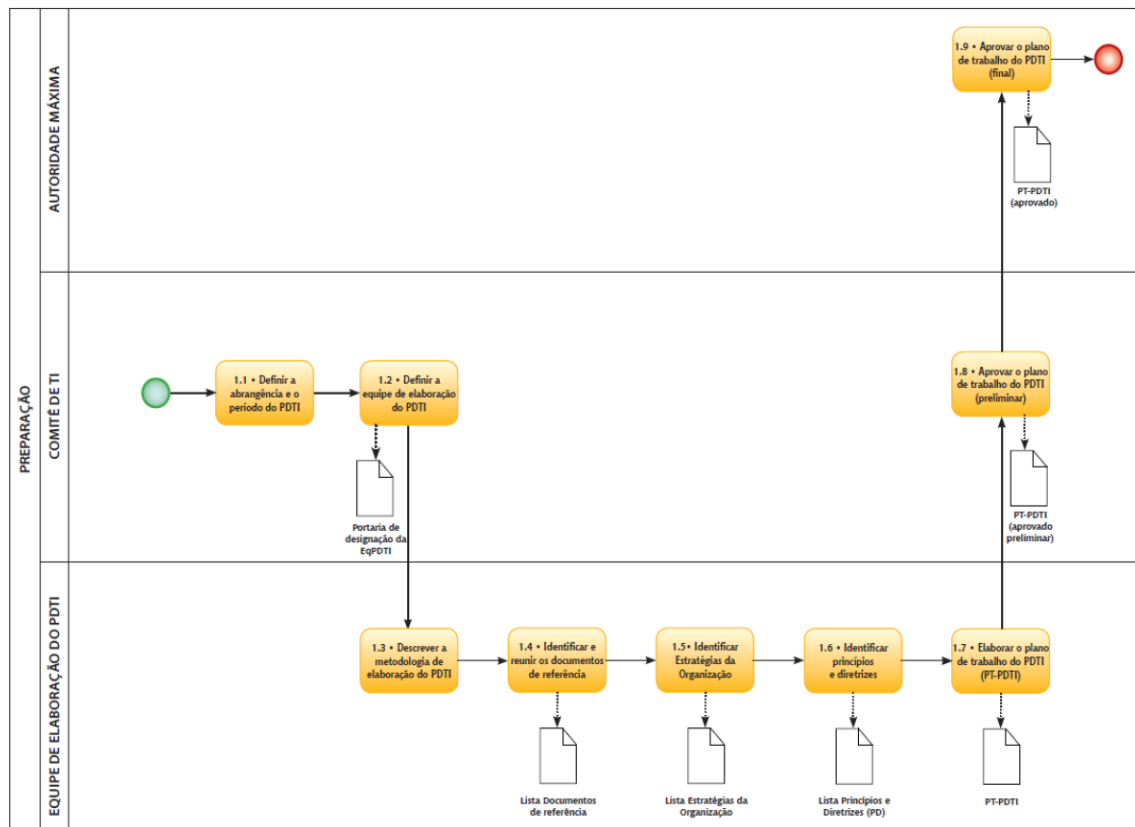 PREPARAÇÃO
AUTORIDADE MÁXIMA
1.9 • Aprovar o plano
de trabalho do PDTI
(final)
PT-PDTI
(aprovado)
COMITÊ DE TI
1.1 • Definir a
abrangência e o
período do PDTI
1.2 • Definir a
equipe de elaboração
do PDTI
Portaria de
designação da
EqPDTI
1.8 • Aprovar o plano
de trabalho do PDTI
(preliminar)
PT-PDTI
(aprovado
preliminar)
EQUIPE DE ELABORAÇÃO DO PDTI
1.3 • Descrever a
metodologia de
elaboração do PDTI
1.4 • Identificar e
reunir os documentos
de referência
Lista Documentos
de referência
1.5 • Identificar
Estratégias da
Organização
Lista Estratégias da
Organização
1.6 • Identificar
princípios
e diretrizes
Lista Princípios e
Diretrizes (PD)
1.7 • Elaborar o plano
de trabalho do PDTI
(PT-PDTI)
PT-PDTI